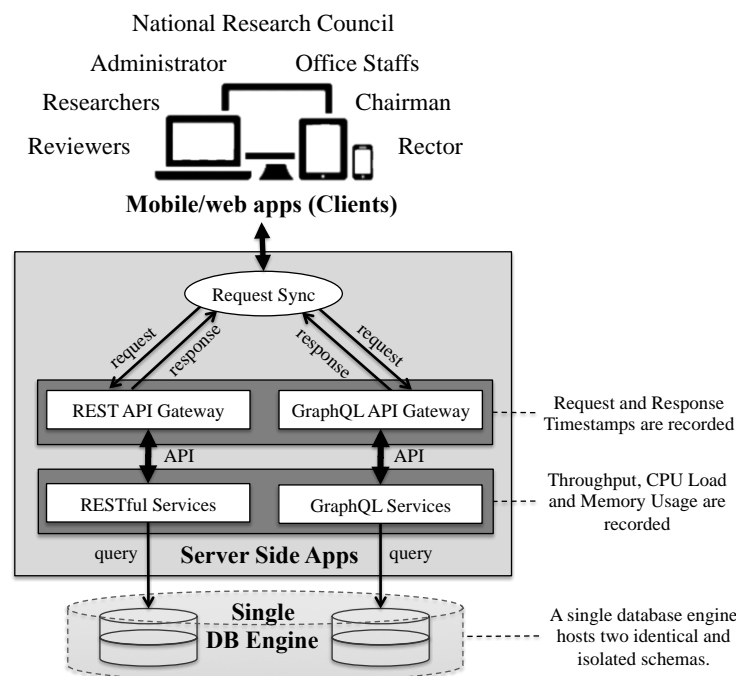 National Research Council
Administrator
Office Staffs
Researchers
Chairman
Reviewers
Rector
Mobile/web apps (Clients)
Request Sync
request
response
response
request
REST API Gateway
GraphQL API Gateway
Request and Response
Timestamps are recorded
API
API
RESTful Services
GraphQL Services
Throughput, CPU Load
and Memory Usage are
recorded
query
Server Side Apps
query
Single
DB Engine
A single database engine
hosts two identical and
isolated schemas.